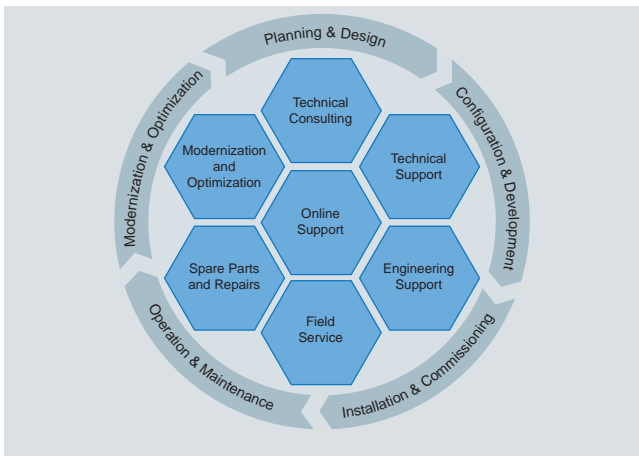 Planning & Design
Configuration & Development
Installation & Commissioning
Operation & Maintenance
Modernization & Optimization
Technical
Consulting
Modernization
and
Optimization
Technical
Support
Online
Support
Spare Parts
and Repairs
Engineering
Support
Field
Service